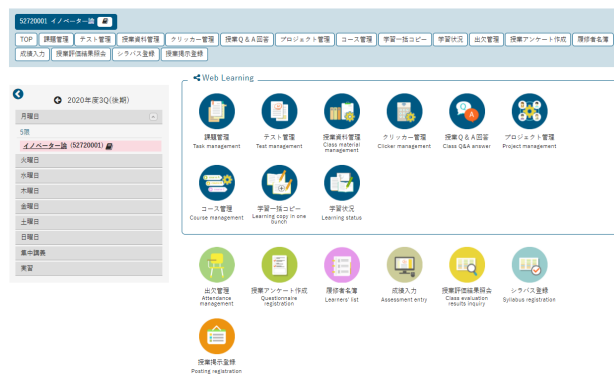 52720001 イノベーター論
TOP 課題管理 テスト管理 授業資料管理 クリッカー管理 授業Q&A回答 プロジェクト管理 コース管理 学習一括コピー 学習状況 出欠管理 授業アンケート作成 履修者名簿
成績入力 授業評価結果照会 シラバス登録 授業掲示登録
Web Learning
2020年度3Q(後期)
月曜日
5限
イノベーター論 (52720001)
火曜日
水曜日
木曜日
金曜日
土曜日
日曜日
集中講義
実習
課題管理
Task management
テスト管理
Test management
授業資料管理
Class material
management
クリッカー管理
Clicker management
授業Q&A回答
Class Q&A answer
プロジェクト管理
Project management
コース管理
Course management
学習一括コピー
Learning copy in one
bunch
学習状況
Learning status
出欠管理
Attendance
management
授業アンケート作成
Questionnaire
registration
履修者名簿
Learners' list
成績入力
Assessment entry
授業評価結果照会
Class evaluation
results inquiry
シラバス登録
Syllabus registration
授業掲示登録
Posting registration